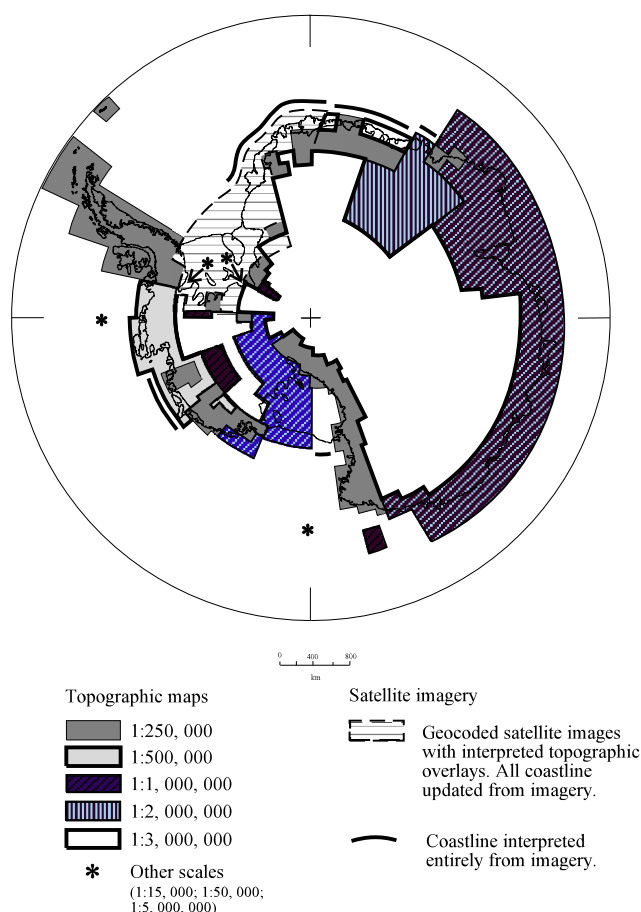 0 400 800
km
Topographic maps
1:250, 000
1:500, 000
1:1, 000, 000
1:2, 000, 000
1:3, 000, 000
* Other scales
(1:15, 000; 1:50, 000;
1:5, 000, 000)
Satellite imagery
Geocoded satellite images
with interpreted topographic
overlays. All coastline
updated from imagery.
Coastline interpreted
entirely from imagery.